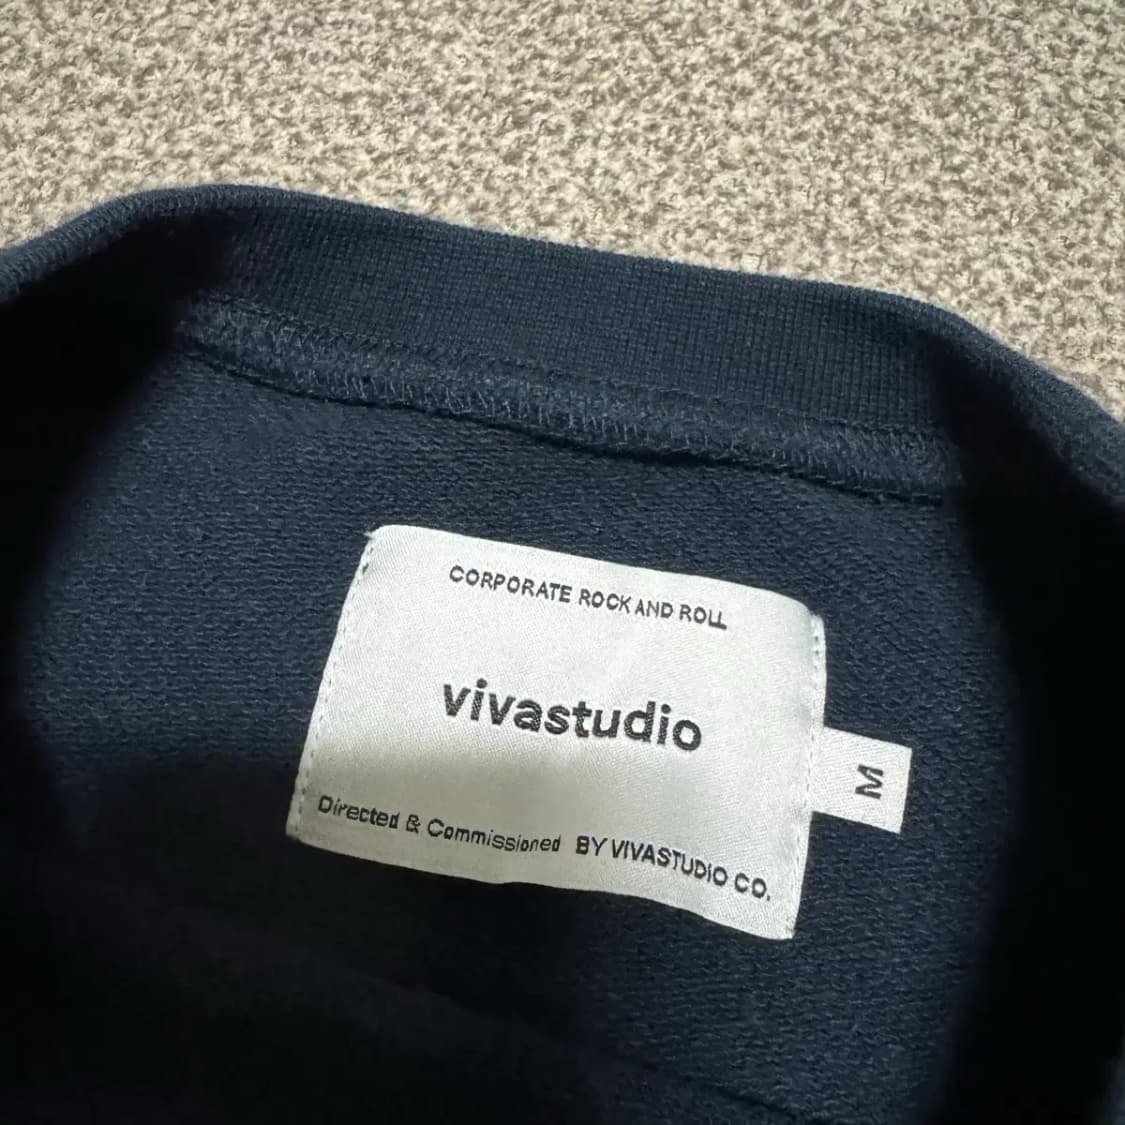 CORPORATE ROCK AND ROLL
vivastudio
M
Directed & Commissioned BY VIVASTUDIO CO.